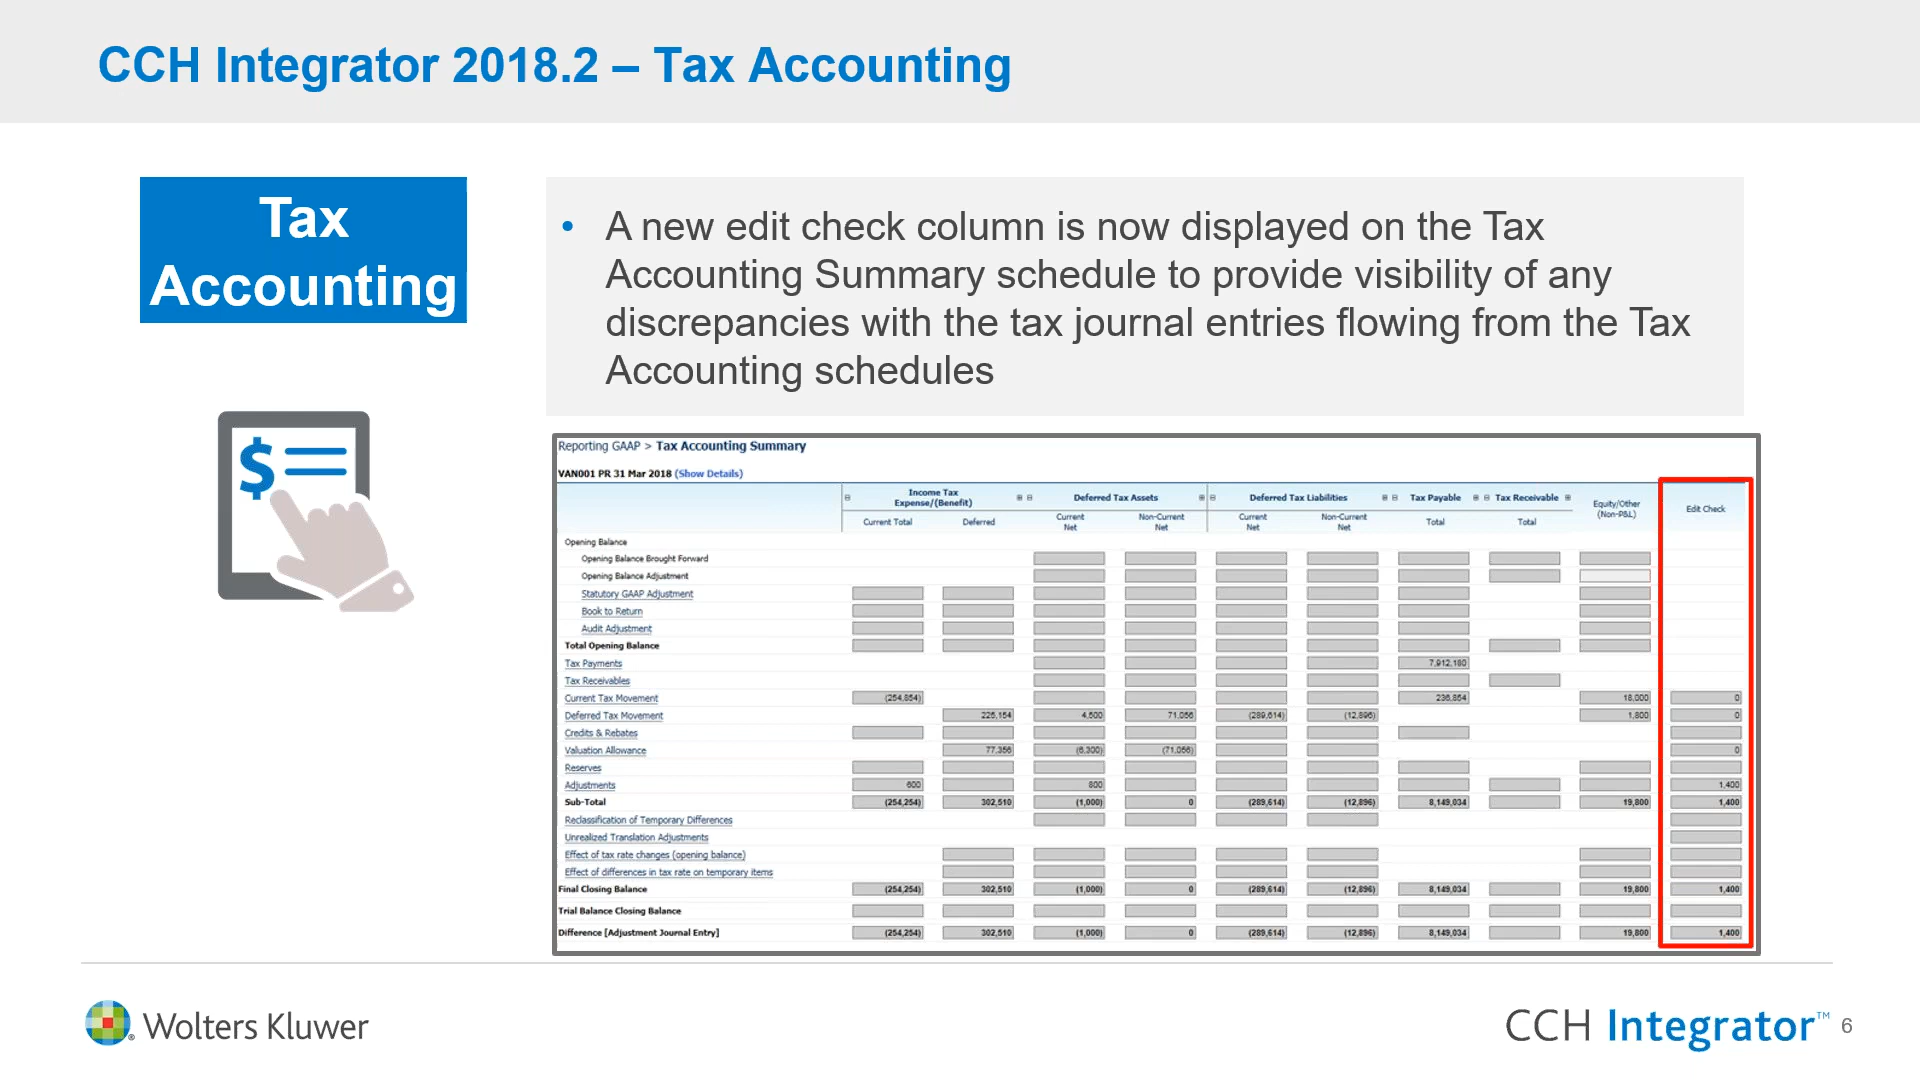 CCH Integrator 2018.2 – Tax Accounting
Tax
Accounting
• A new edit check column is now displayed on the Tax
Accounting Summary schedule to provide visibility of any
discrepancies with the tax journal entries flowing from the Tax
Accounting schedules
$
Reporting GAAP > Tax Accounting Summary
VAN001 PR 31 Mar 2018 (Show Details)
Income Tax Expense/(Benefit) Deferred Tax Assets Deferred Tax Liabilities Tax Payable Tax Receivable Equity/Other (Non-P&L) Edit Check
Current Total Deferred Current Net Non-Current Net Current Net Non-Current Net Total Total
Opening Balance
Opening Balance Brought Forward
Opening Balance Adjustment
Statutory GAAP Adjustment
Book to Return
Audit Adjustment
Total Opening Balance
Tax Payments 7,912,180
Tax Receivables
Current Tax Movement (254,854) 236,854 18,000 0
Deferred Tax Movement 225,154 4,500 71,056 (289,614) (12,896) 1,800 0
Credits & Rebates
Valuation Allowance 77,356 (6,300) (71,056) 0
Reserves
Adjustments 600 800 1,400
Sub-Total (254,254) 302,510 (1,000) 0 (289,614) (12,896) 8,149,034 19,800 1,400
Reclassification of Temporary Differences
Unrealized Translation Adjustments
Effect of tax rate changes (opening balance)
Effect of differences in tax rate on temporary items
Final Closing Balance (254,254) 302,510 (1,000) 0 (289,614) (12,896) 8,149,034 19,800 1,400
Trial Balance Closing Balance
Difference [Adjustment Journal Entry] (254,254) 302,510 (1,000) 0 (289,614) (12,896) 8,149,034 19,800 1,400
Wolters Kluwer
CCH Integrator™ 6